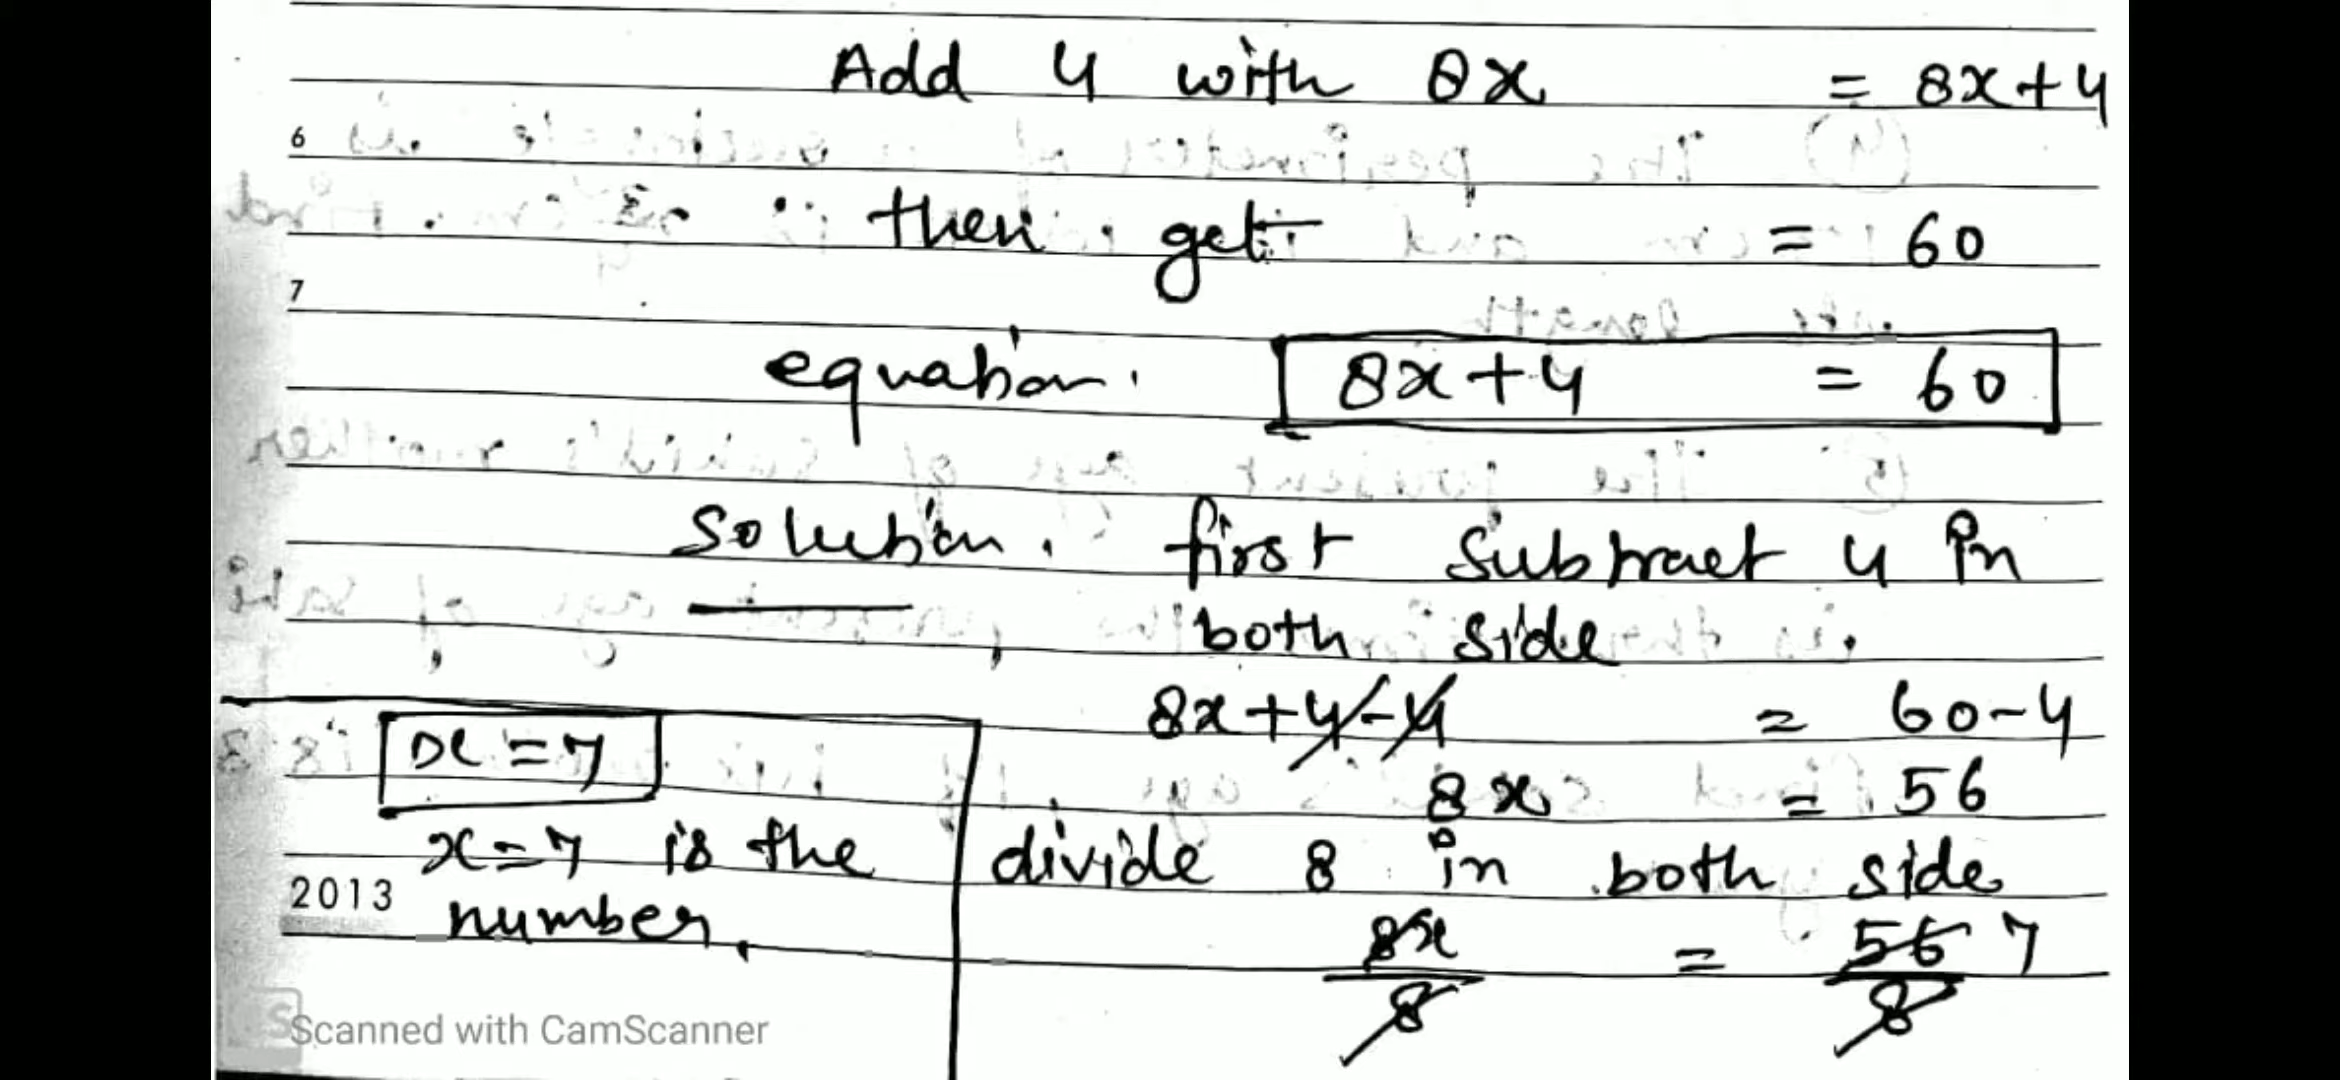 Add 4 with 8x = 8x+4
6
then get = 60
7
equation. 8x+4 = 60
Solution. first Subtract 4 in
both side
8x+4-4 = 60-4
8x = 56
divide 8 in both side
8x/8 = 56/8 7
x=7
x=7 is the
number.
2013
Scanned with CamScanner